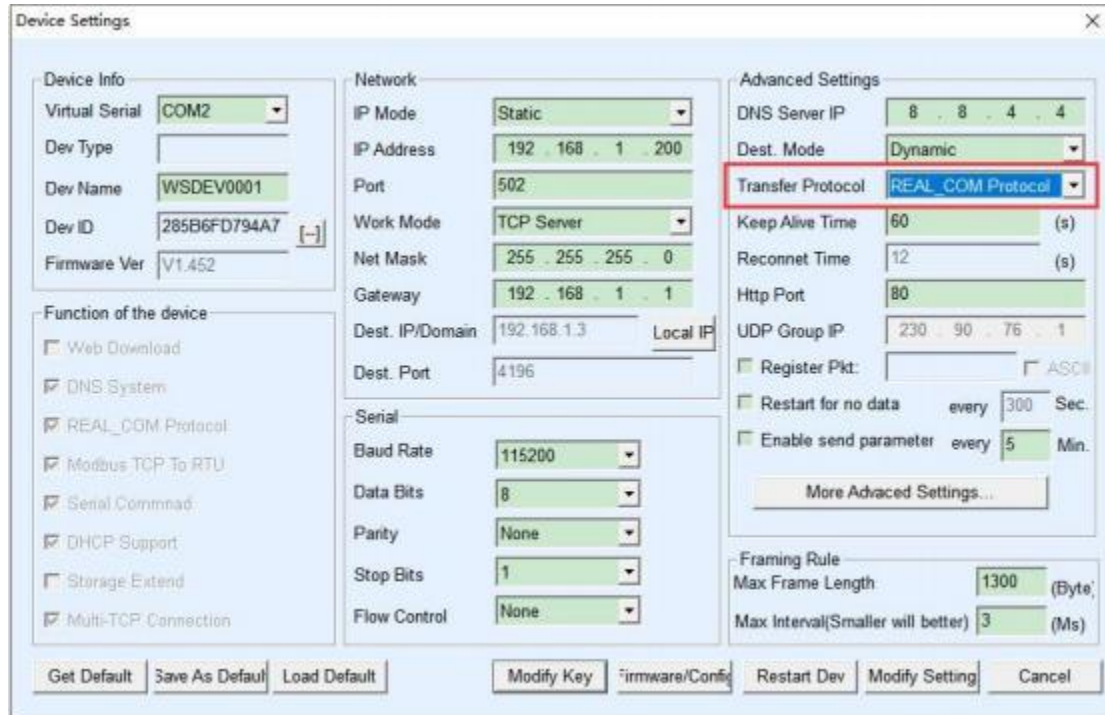 Device Settings
Device Info
Virtual Serial COM2
Dev Type
Dev Name WSDEV0001
Dev ID 285B6FD794A7 [--]
Firmware Ver V1.452
Function of the device
Web Download
DNS System
REAL_COM Protocol
Modbus TCP To RTU
Serial Commnad
DHCP Support
Storage Extend
Multi-TCP Connection
Network
IP Mode Static
IP Address 192 . 168 . 1 . 200
Port 502
Work Mode TCP Server
Net Mask 255 . 255 . 255 . 0
Gateway 192 . 168 . 1 . 1
Dest. IP/Domain 192.168.1.3 Local IP
Dest. Port 4196
Serial
Baud Rate 115200
Data Bits 8
Parity None
Stop Bits 1
Flow Control None
Advanced Settings
DNS Server IP 8 . 8 . 4 . 4
Dest. Mode Dynamic
Transfer Protocol REAL_COM Protocol
Keep Alive Time 60 (s)
Reconnet Time 12 (s)
Http Port 80
UDP Group IP 230 . 90 . 76 . 1
Register Pkt: ASCII
Restart for no data every 300 Sec.
Enable send parameter every 5 Min.
More Advaced Settings...
Framing Rule
Max Frame Length 1300 (Byte)
Max Interval(Smaller will better) 3 (Ms)
Get Default Save As Defaul Load Default Modify Key Firmware/Config Restart Dev Modify Setting Cancel